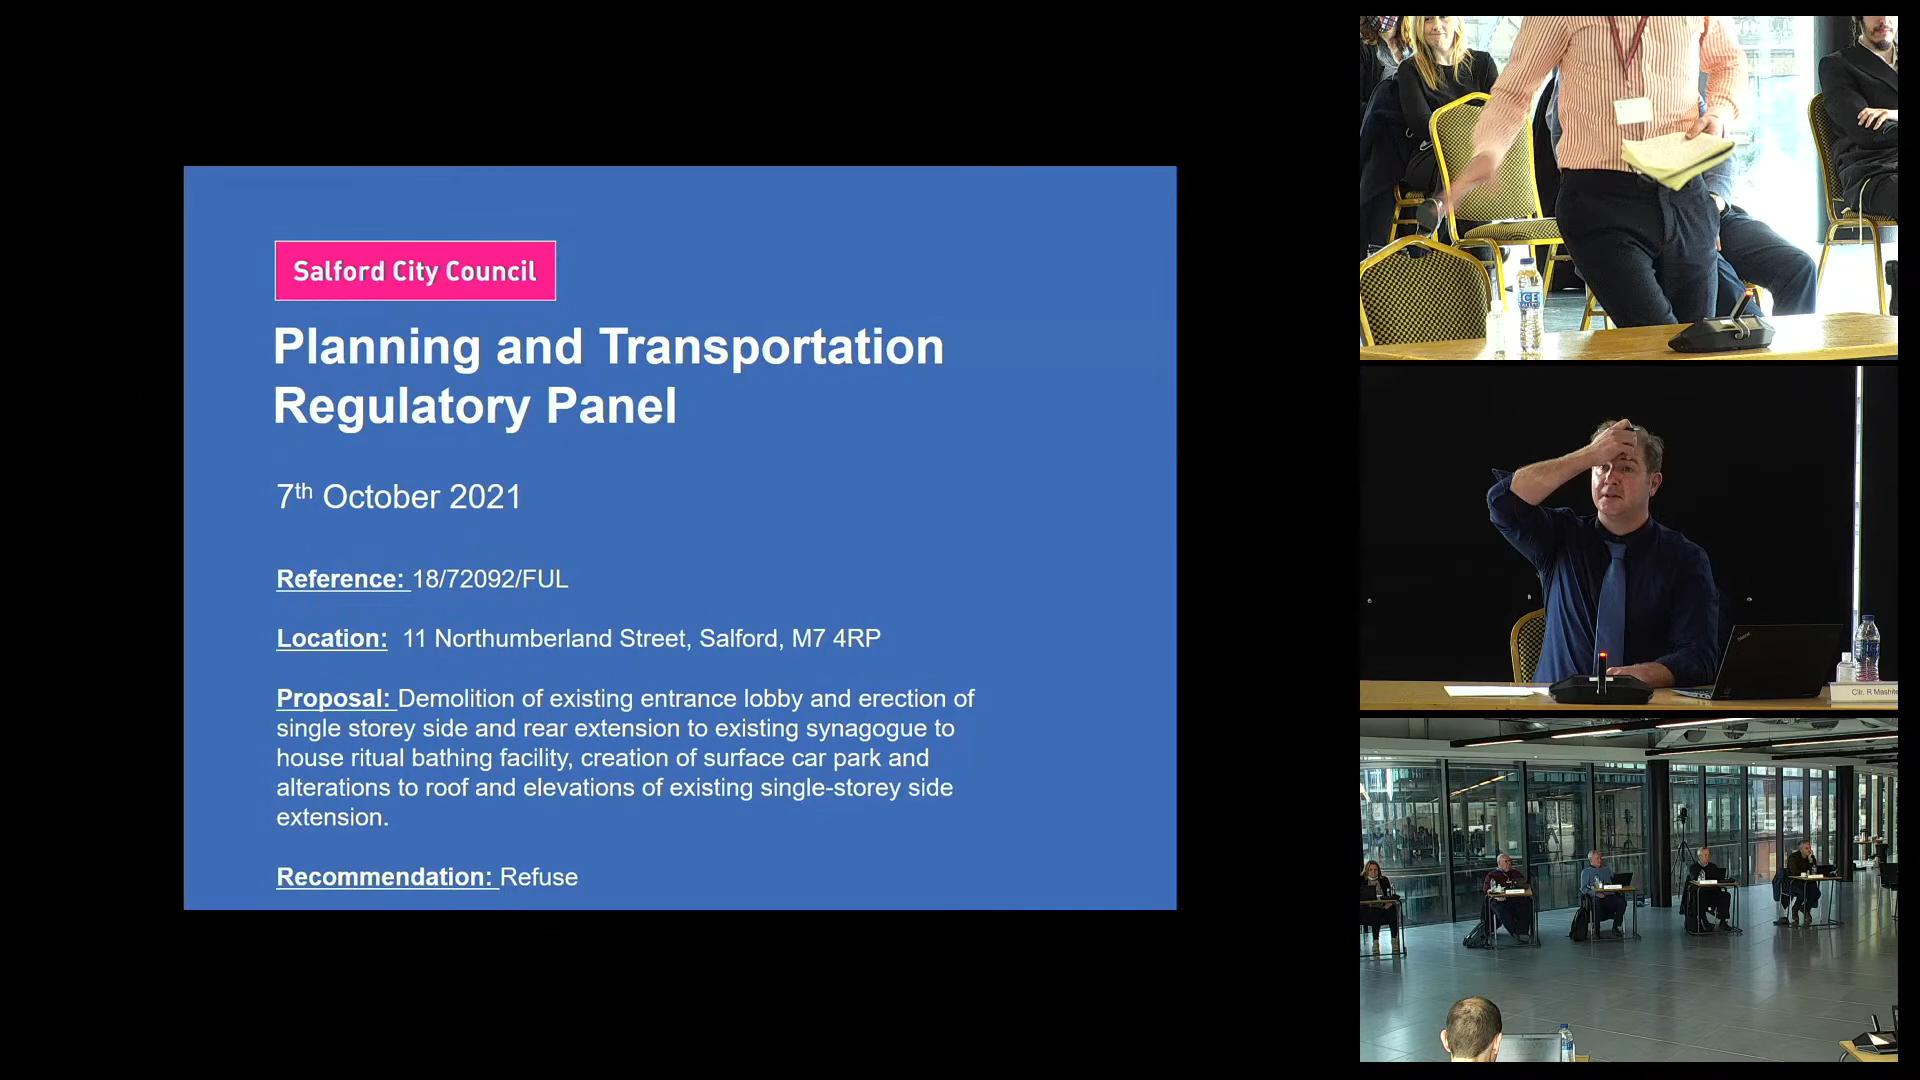 Salford City Council
Planning and Transportation
Regulatory Panel
7th October 2021
Reference: 18/72092/FUL
Location: 11 Northumberland Street, Salford, M7 4RP
Proposal: Demolition of existing entrance lobby and erection of
single storey side and rear extension to existing synagogue to
house ritual bathing facility, creation of surface car park and
alterations to roof and elevations of existing single-storey side
extension.
Recommendation: Refuse
Cllr. R Mashite